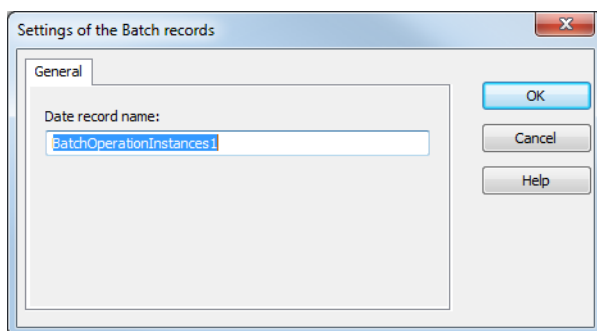 Settings of the Batch records
General
OK
Date record name:
BatchOperationInstances1
Cancel
Help